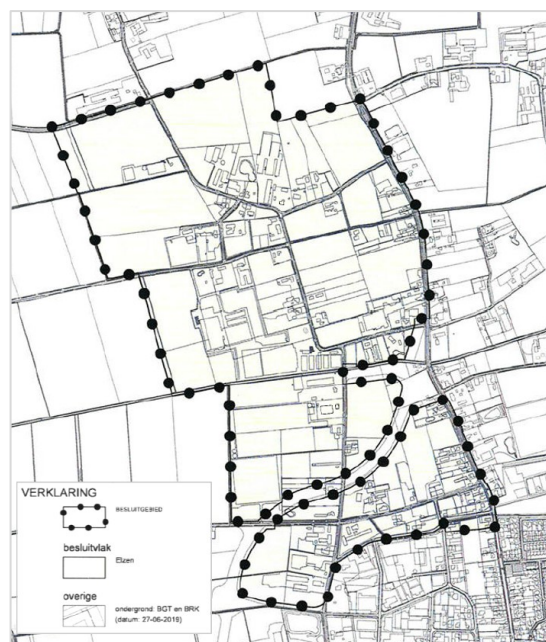 VERKLARING
BESLUITGEBIED
besluitvlak
Elzen
overige
ondergrond: BGT en BRK
(datum: 27-06-2019)